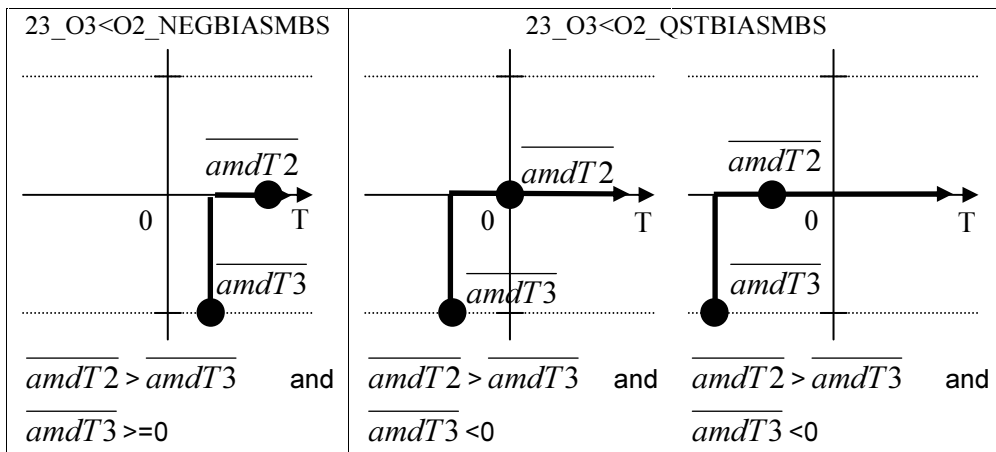 23_O3<O2_NEGBIASMBS
amdT2
0
T
amdT3
amdT2 > amdT3 and
amdT3 >=0
23_O3<O2_QSTBIASMBS
amdT2
0
T
amdT3
amdT2 > amdT3 and
amdT3 <0
amdT2
0
T
amdT3
amdT2 > amdT3 and
amdT3 <0